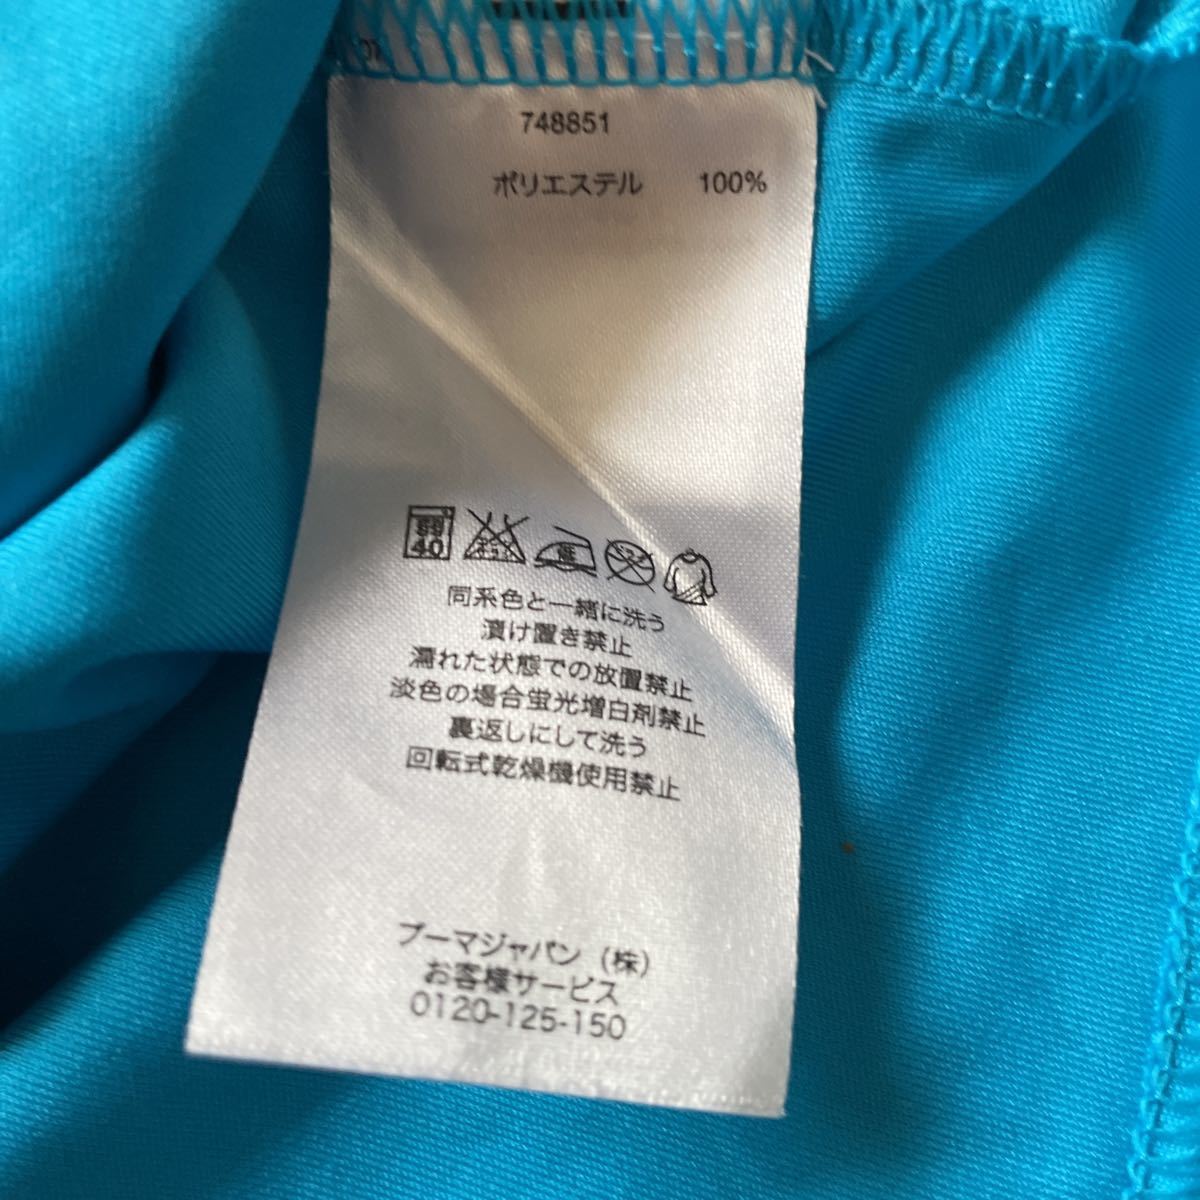 748851
ポリエステル 100%
40
同系色と一緒に洗う
漬け置き禁止
濡れた状態での放置禁止
淡色の場合蛍光増白剤禁止
裏返しにして洗う
回転式乾燥機使用禁止
プーマジャパン（株）
お客様サービス
0120-125-150